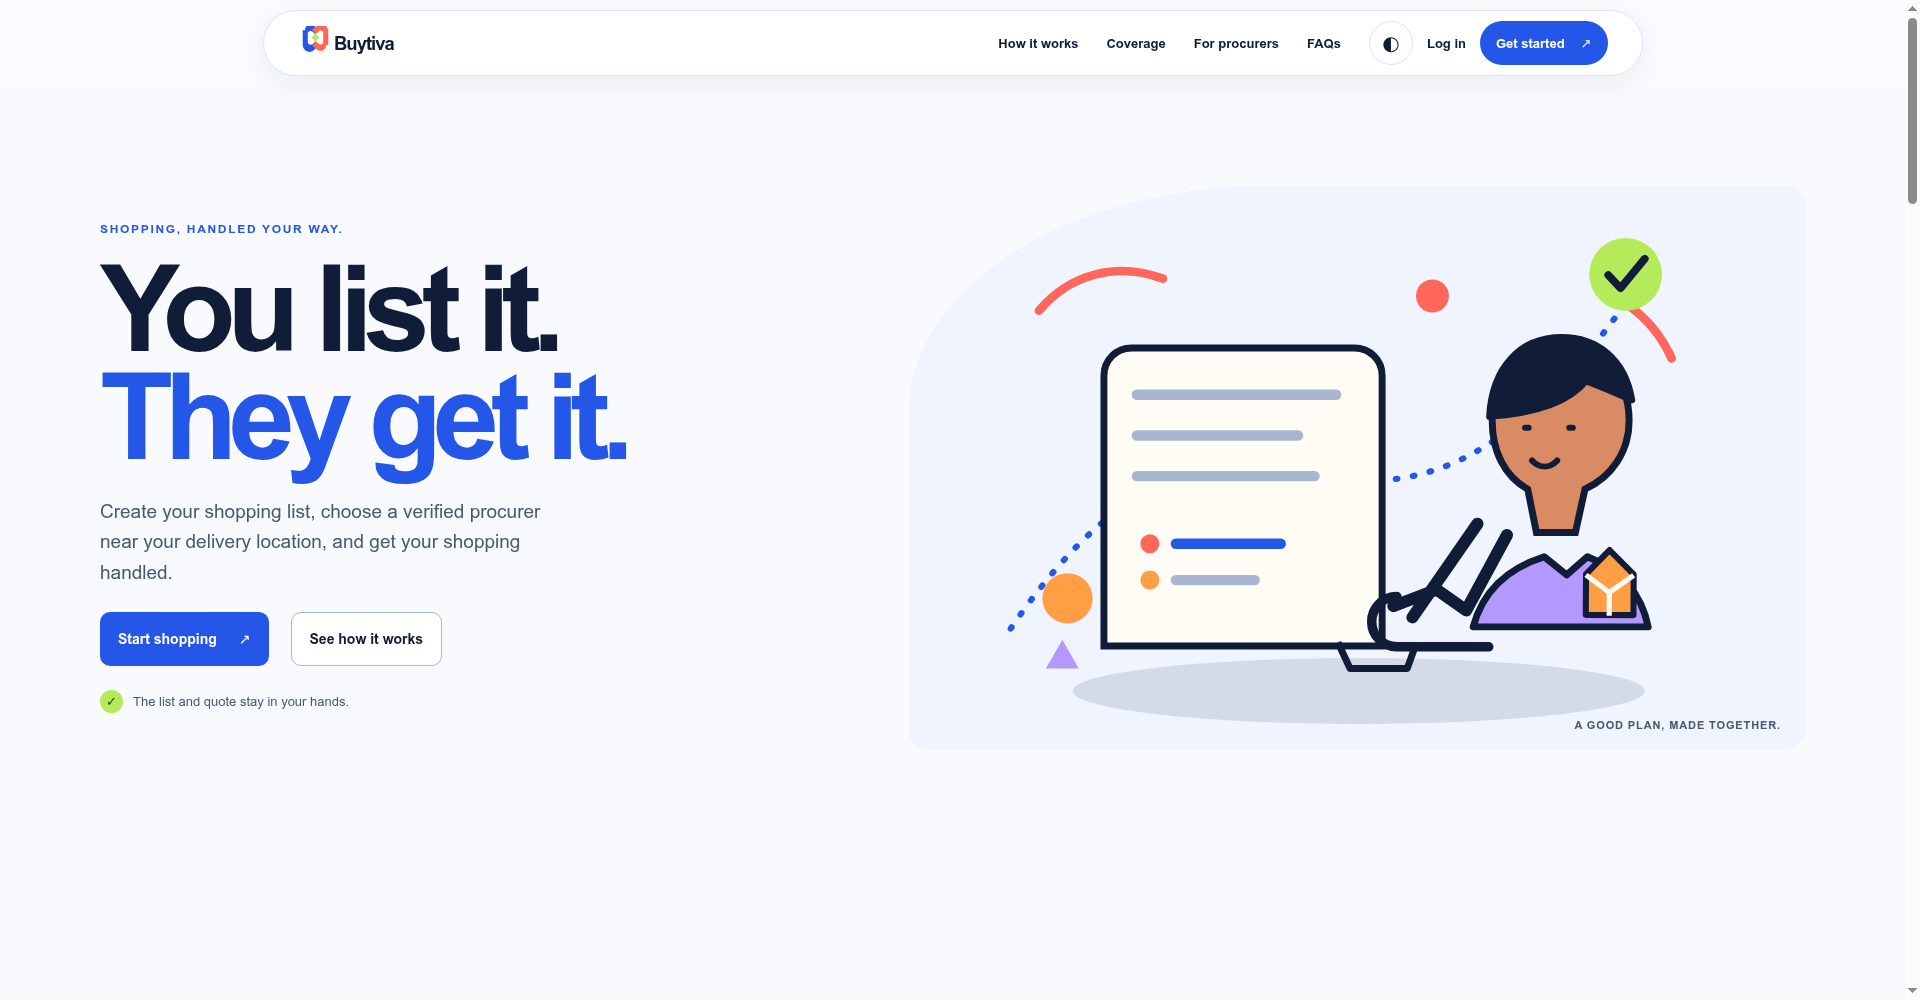 Buytiva
How it works
Coverage
For procurers
FAQs
Log in
Get started ↗
SHOPPING, HANDLED YOUR WAY.
You list it.
They get it.
Create your shopping list, choose a verified procurer
near your delivery location, and get your shopping
handled.
Start shopping ↗
See how it works
✓ The list and quote stay in your hands.
A GOOD PLAN, MADE TOGETHER.